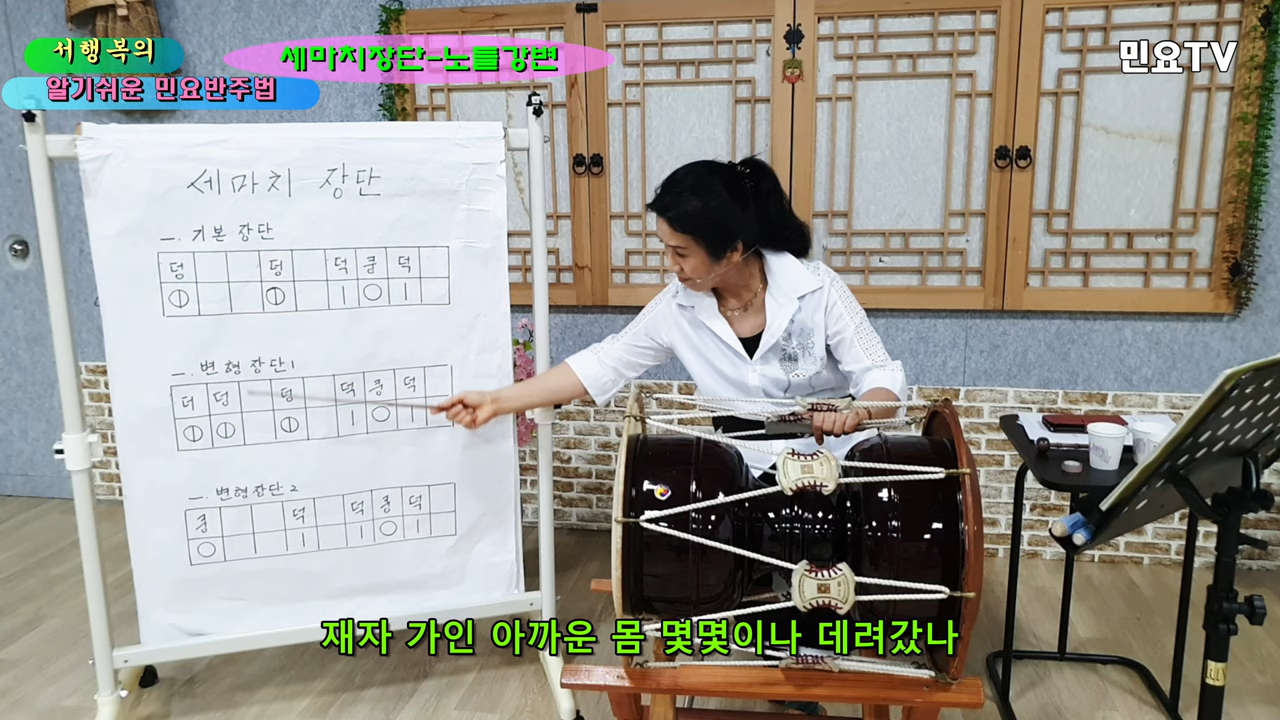 서행복의
세마치장단-노들강변
민요TV
알기쉬운 민요반주법
세마치 장단
一. 기본 장단
덩 덩 덕 쿵 덕
一. 변형 장단 1
더 덩 덩 덕 쿵 덕
一. 변형장단 2
쿵 덕 덕 쿵 덕
재자 가인 아까운 몸 몇몇이나 데려갔나